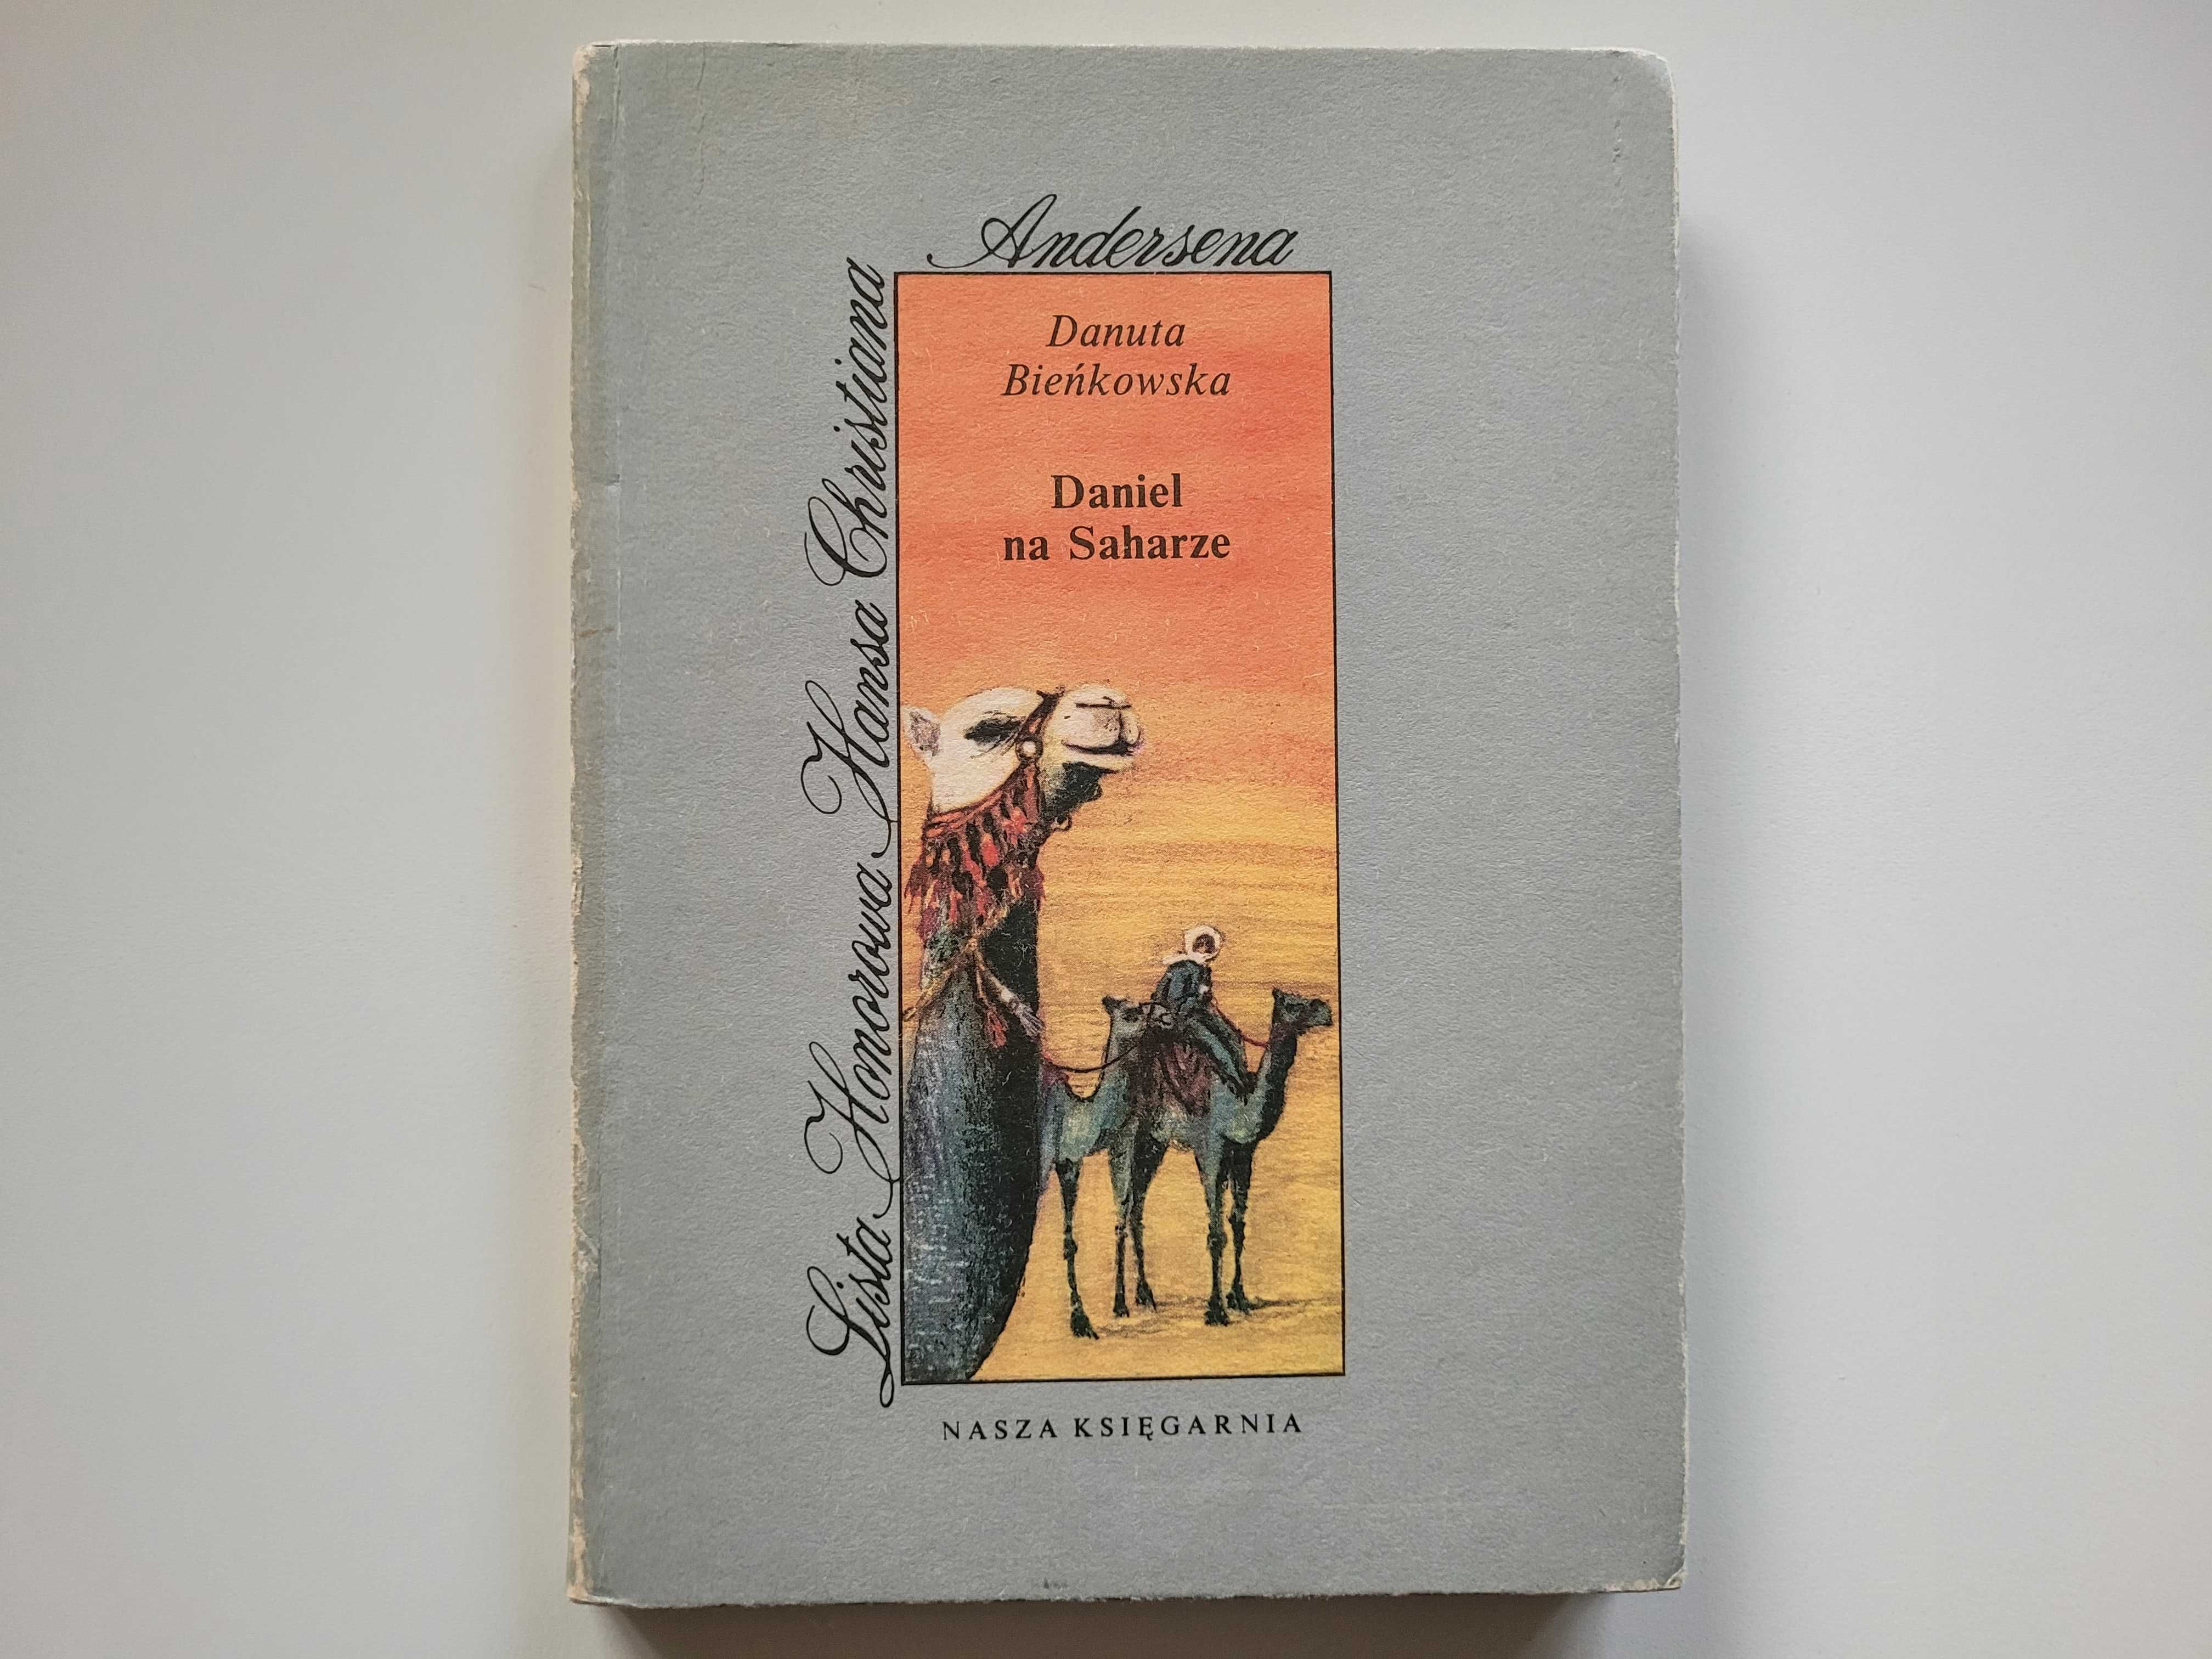 Lista Honorowa Hansa Christiana
Andersena
Danuta
Bieńkowska
Daniel
na Saharze
NASZA KSIĘGARNIA